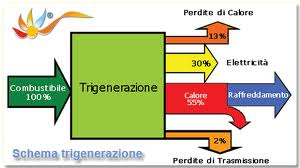 Perdite di Calore
13%
Combustibile
100%
Trigenerazione
30%
Elettricità
Calore
55%
Raffreddamento
2%
Schema trigenerazione
Perdite di Trasmissione